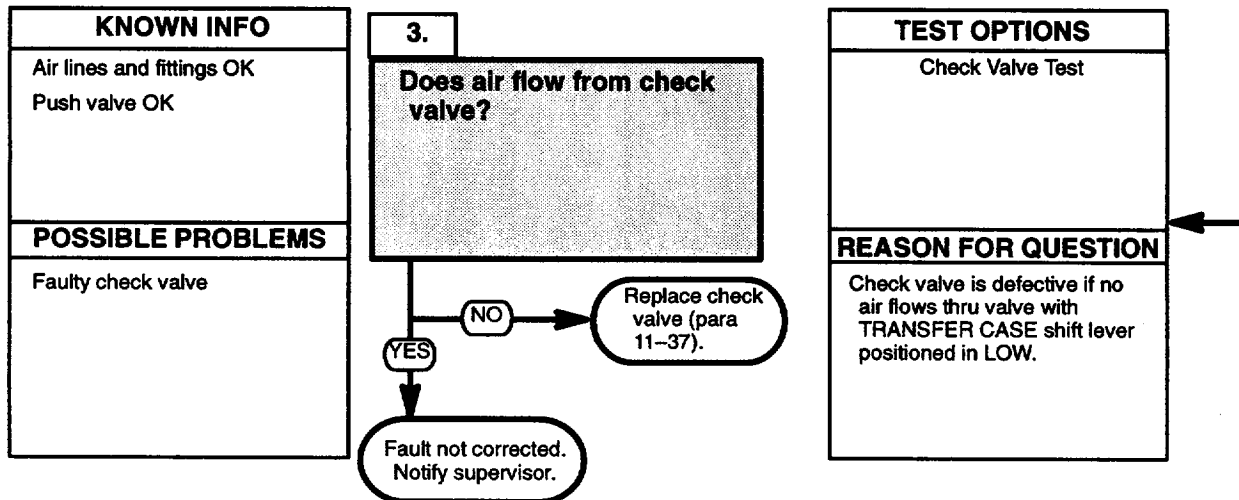 KNOWN INFO
Air lines and fittings OK
Push valve OK
POSSIBLE PROBLEMS
Faulty check valve
3.
Does air flow from check
valve?
NO
Replace check
valve (para
11–37).
YES
Fault not corrected.
Notify supervisor.
TEST OPTIONS
Check Valve Test
REASON FOR QUESTION
Check valve is defective if no
air flows thru valve with
TRANSFER CASE shift lever
positioned in LOW.